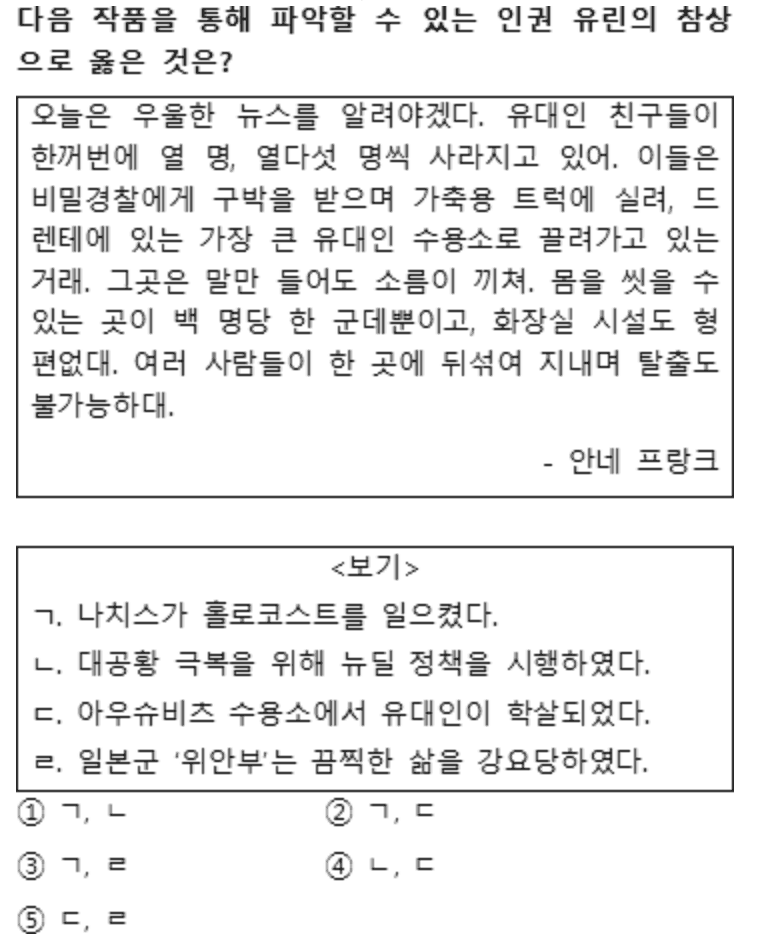 다음 작품을 통해 파악할 수 있는 인권 유린의 참상
으로 옳은 것은?
오늘은 우울한 뉴스를 알려야겠다. 유대인 친구들이
한꺼번에 열 명, 열다섯 명씩 사라지고 있어. 이들은
비밀경찰에게 구박을 받으며 가축용 트럭에 실려, 드
렌테에 있는 가장 큰 유대인 수용소로 끌려가고 있는
거래. 그곳은 말만 들어도 소름이 끼쳐. 몸을 씻을 수
있는 곳이 백 명당 한 군데뿐이고, 화장실 시설도 형
편없대. 여러 사람들이 한 곳에 뒤섞여 지내며 탈출도
불가능하대.
- 안네 프랑크
<보기>
ㄱ. 나치스가 홀로코스트를 일으켰다.
ㄴ. 대공황 극복을 위해 뉴딜 정책을 시행하였다.
ㄷ. 아우슈비츠 수용소에서 유대인이 학살되었다.
ㄹ. 일본군 '위안부'는 끔찍한 삶을 강요당하였다.
① ㄱ, ㄴ ② ㄱ, ㄷ
③ ㄱ, ㄹ ④ ㄴ, ㄷ
⑤ ㄷ, ㄹ